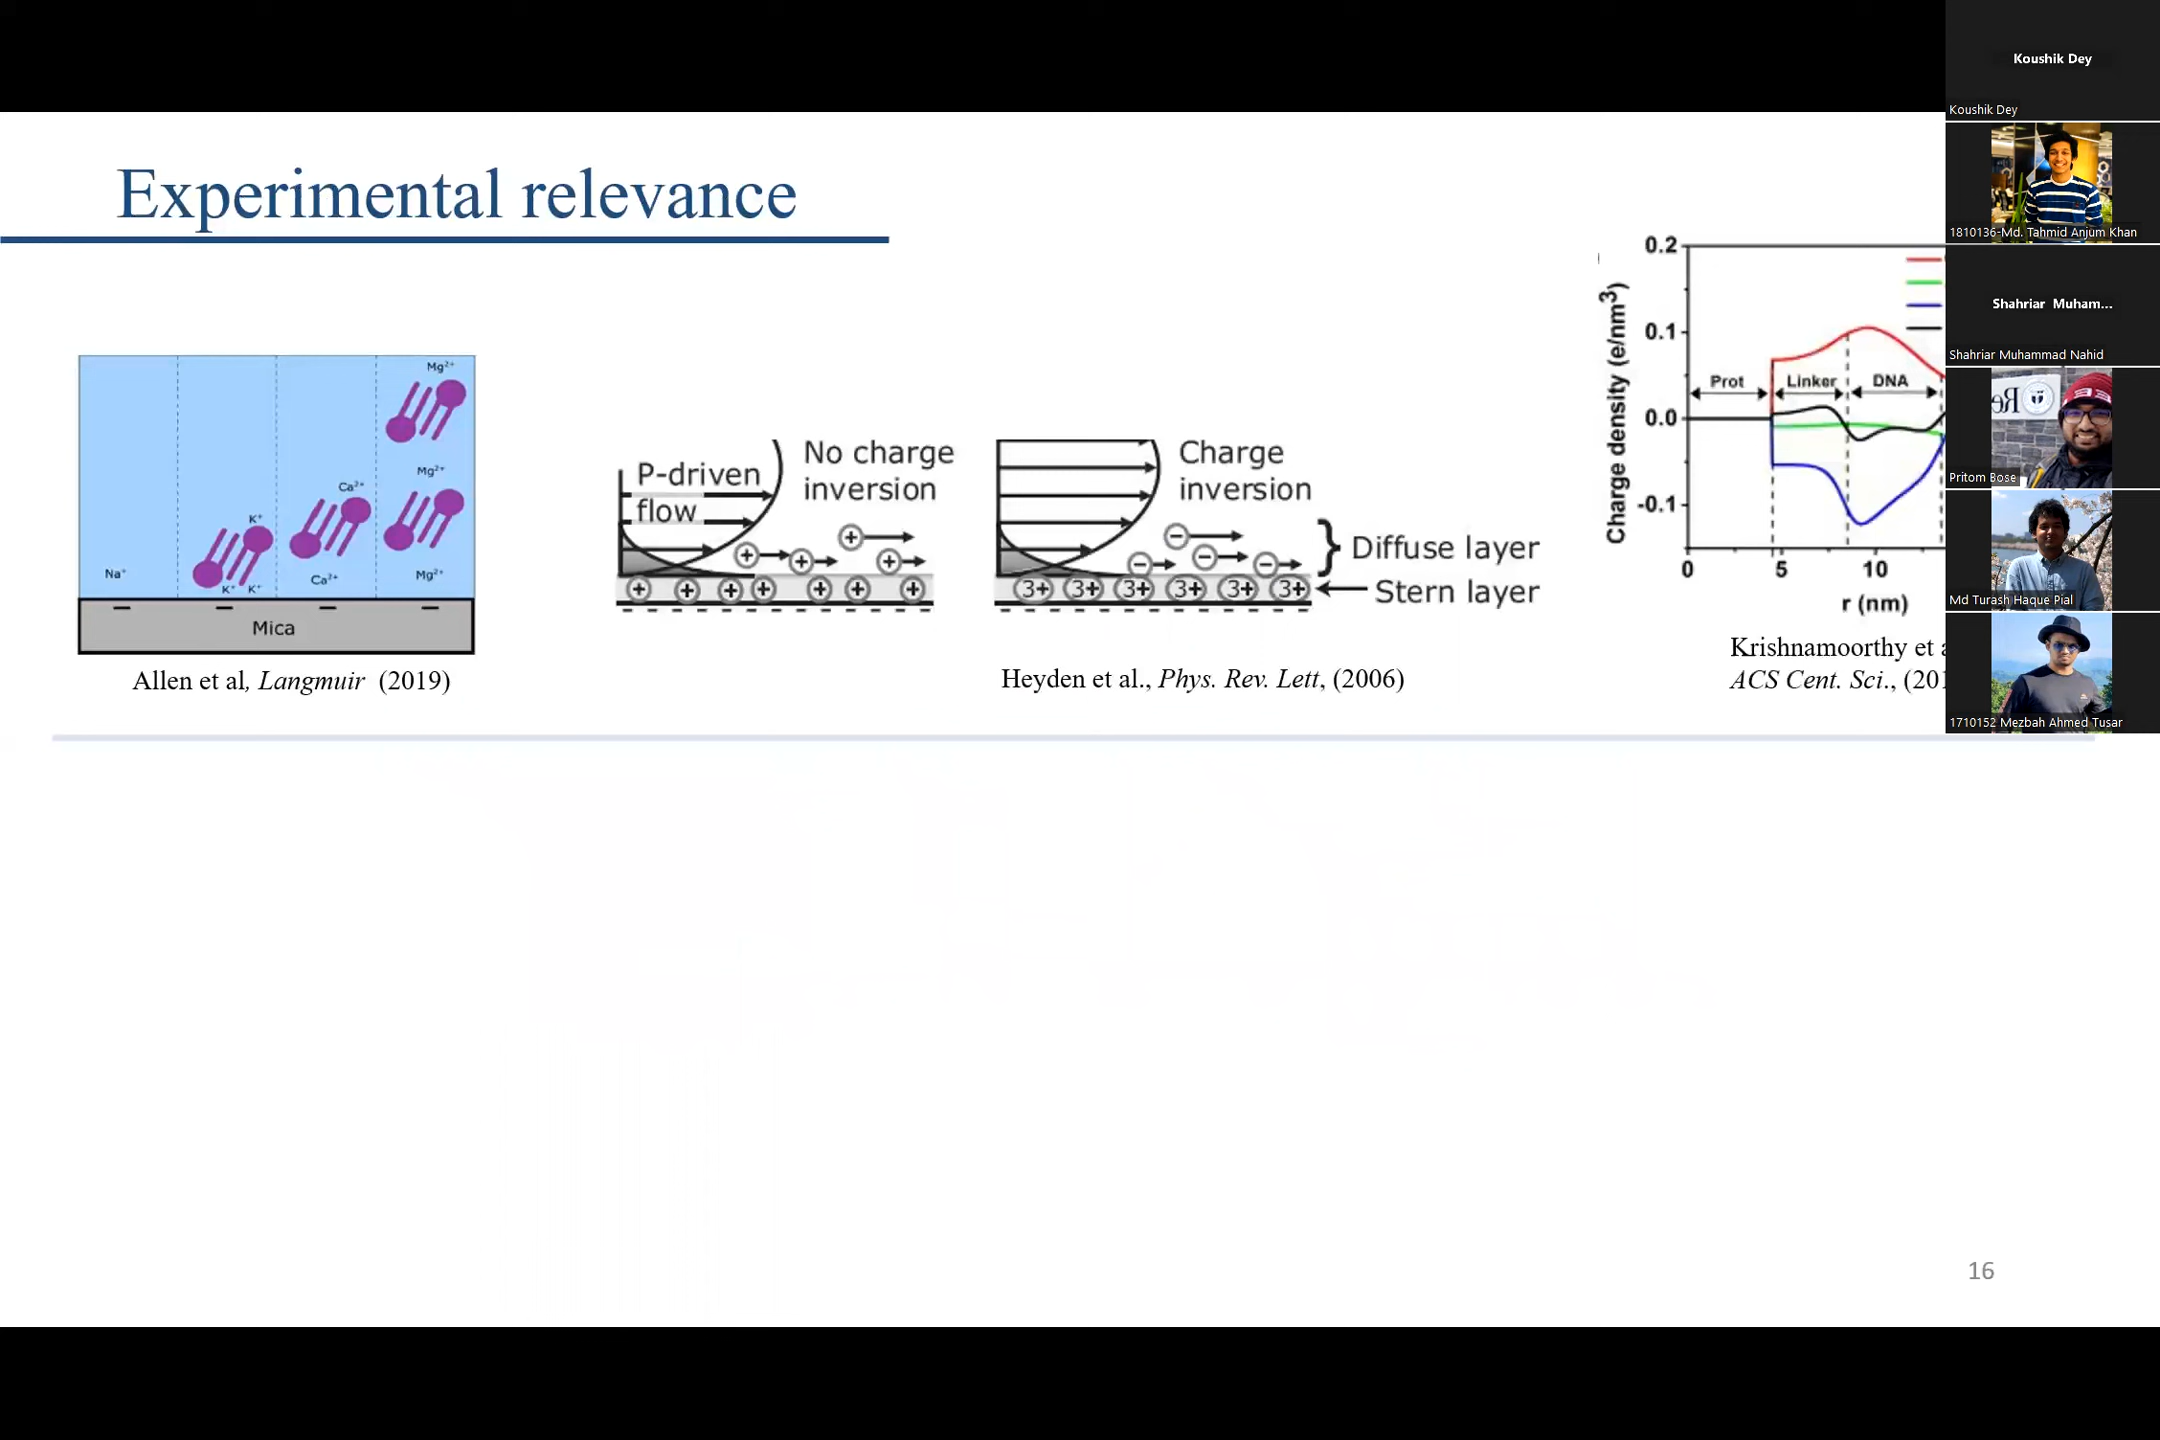 Experimental relevance
Mg²⁺
Mg²⁺
Ca²⁺
K⁺
Na⁺
K⁺ K⁺
Ca²⁺
Mg²⁺
Mica
Allen et al, Langmuir (2019)
P-driven
flow
No charge
inversion
+ + + +
+ + + + + + +
Charge
inversion
3+ 3+ 3+ 3+ 3+ 3+
Diffuse layer
Stern layer
Heyden et al., Phys. Rev. Lett, (2006)
Charge density (e/nm³)
0.2
0.1
0.0
-0.1
Prot
Linker
DNA
0 5 10
r (nm)
Krishnamoorthy et
ACS Cent. Sci.,
16
Koushik Dey
Koushik Dey
1810136-Md. Tahmid Anjum Khan
Shahriar Muham...
Shahriar Muhammad Nahid
Re
Pritom Bose
Md Turash Haque Pial
1710152 Mezbah Ahmed Tusar